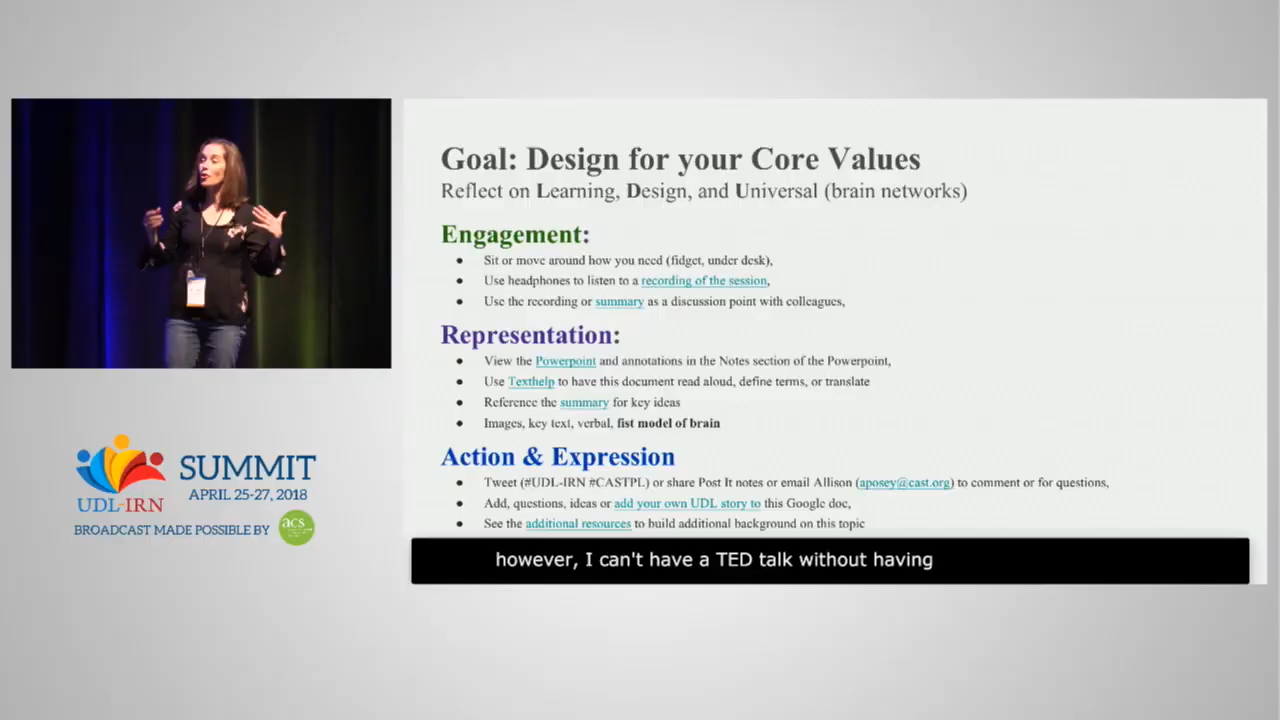 Goal: Design for your Core Values
Reflect on Learning, Design, and Universal (brain networks)
Engagement:
● Sit or move around how you need (fidget, under desk),
● Use headphones to listen to a recording of the session,
● Use the recording or summary as a discussion point with colleagues,
Representation:
● View the Powerpoint and annotations in the Notes section of the Powerpoint,
● Use Texthelp to have this document read aloud, define terms, or translate
● Reference the summary for key ideas
● Images, key text, verbal, fist model of brain
Action & Expression
● Tweet (#UDL-IRN #CASTPL) or share Post It notes or email Allison (aposey@cast.org) to comment or for questions,
● Add, questions, ideas or add your own UDL story to this Google doc,
● See the additional resources to build additional background on this topic
however, I can't have a TED talk without having
UDL-IRN
SUMMIT
APRIL 25-27, 2018
BROADCAST MADE POSSIBLE BY
acs